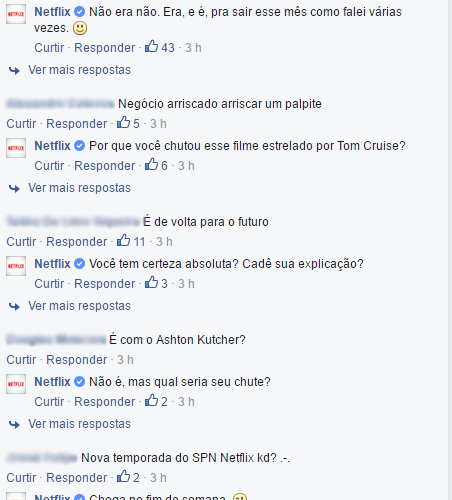 NETFLIX Netflix Não era não. Era, e é, pra sair esse mês como falei várias
vezes.
Curtir · Responder · 43 · 3 h
Ver mais respostas
Negócio arriscado arriscar um palpite
Curtir · Responder · 5 · 3 h
NETFLIX Netflix Por que você chutou esse filme estrelado por Tom Cruise?
Curtir · Responder · 6 · 3 h
Ver mais respostas
É de volta para o futuro
Curtir · Responder · 11 · 3 h
NETFLIX Netflix Você tem certeza absoluta? Cadê sua explicação?
Curtir · Responder · 3 · 3 h
Ver mais respostas
É com o Ashton Kutcher?
Curtir · Responder · 3 h
NETFLIX Netflix Não é, mas qual seria seu chute?
Curtir · Responder · 2 · 3 h
Ver mais respostas
Nova temporada do SPN Netflix kd? .-.
Curtir · Responder · 2 · 3 h
NETFLIX Netflix Chega no fim de semana.